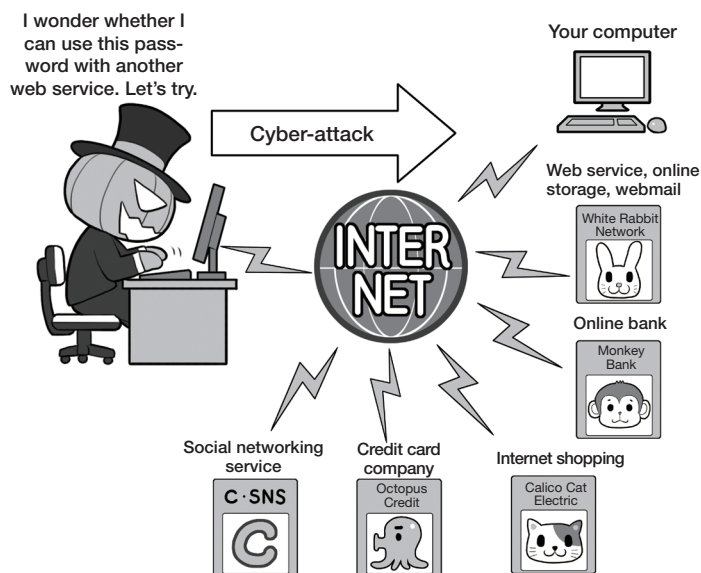 I wonder whether I
can use this pass-
word with another
web service. Let's try.
Your computer
Cyber-attack
Web service, online
storage, webmail
White Rabbit
Network
INTER
NET
Online bank
Monkey
Bank
Social networking
service
C·SNS
C
Credit card
company
Octopus
Credit
Internet shopping
Calico Cat
Electric